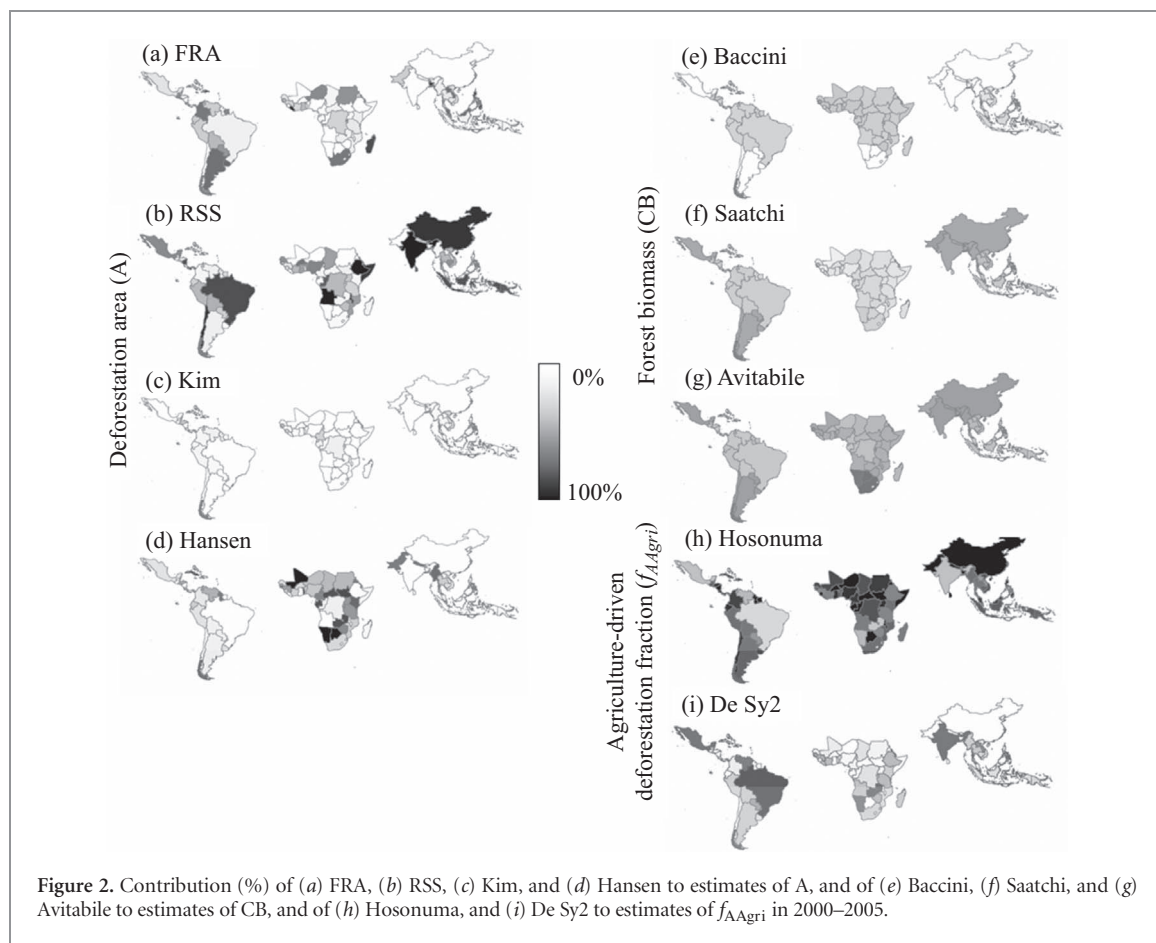 (a) FRA
(b) RSS
(c) Kim
(d) Hansen
Deforestation area (A)
0%
100%
(e) Baccini
(f) Saatchi
(g) Avitabile
Forest biomass (CB)
(h) Hosonuma
(i) De Sy2
Agriculture-driven
deforestation fraction (fAAgri)
Figure 2. Contribution (%) of (a) FRA, (b) RSS, (c) Kim, and (d) Hansen to estimates of A, and of (e) Baccini, (f) Saatchi, and (g)
Avitabile to estimates of CB, and of (h) Hosonuma, and (i) De Sy2 to estimates of fAAgri in 2000–2005.